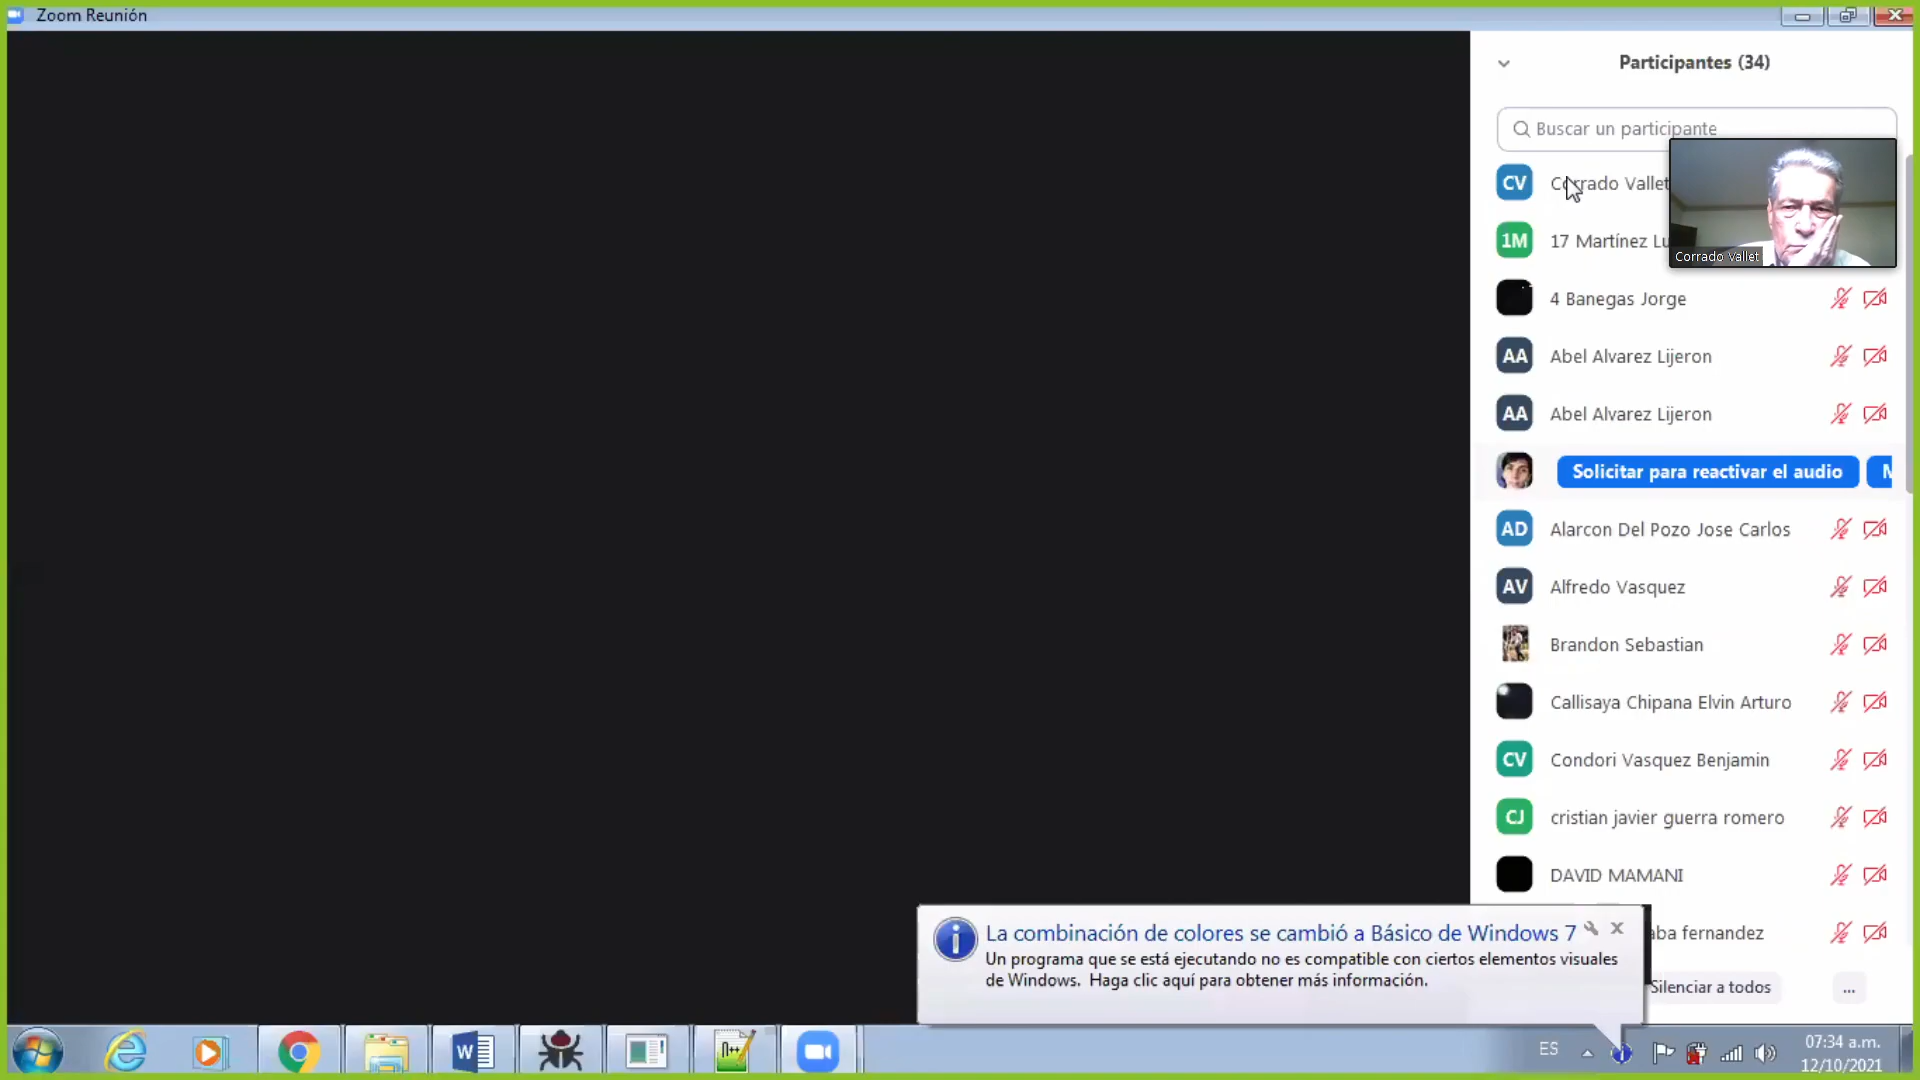 Zoom Reunión
Participantes (34)
Buscar un participante
CV Corrado Vallet
Corrado Vallet
1M 17 Martínez
4 Banegas Jorge
AA Abel Alvarez Lijeron
AA Abel Alvarez Lijeron
Solicitar para reactivar el audio
AD Alarcon Del Pozo Jose Carlos
AV Alfredo Vasquez
Brandon Sebastian
Callisaya Chipana Elvin Arturo
CV Condori Vasquez Benjamin
CJ cristian javier guerra romero
DAVID MAMANI
fernandez
Silenciar a todos
...
La combinación de colores se cambió a Básico de Windows 7
Un programa que se está ejecutando no es compatible con ciertos elementos visuales
de Windows. Haga clic aquí para obtener más información.
ES
07:34 a.m.
12/10/2021